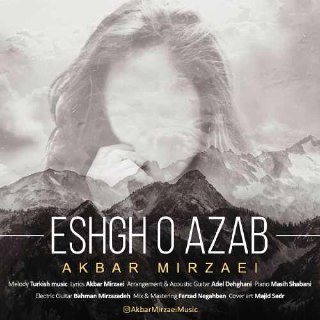 ESHGH O AZAB
AKBAR MIRZAEI
Melody Turkish music Lyrics Akbar Mirzaei Arrangement & Acoustic Guitar Adel Dehghani Piano Masih Shabani
Electric Guitar Bahman Mirzazadeh Mix & Mastering Farzad Negahban Cover art Majid Sadr
@AkbarMirzaeiMusic